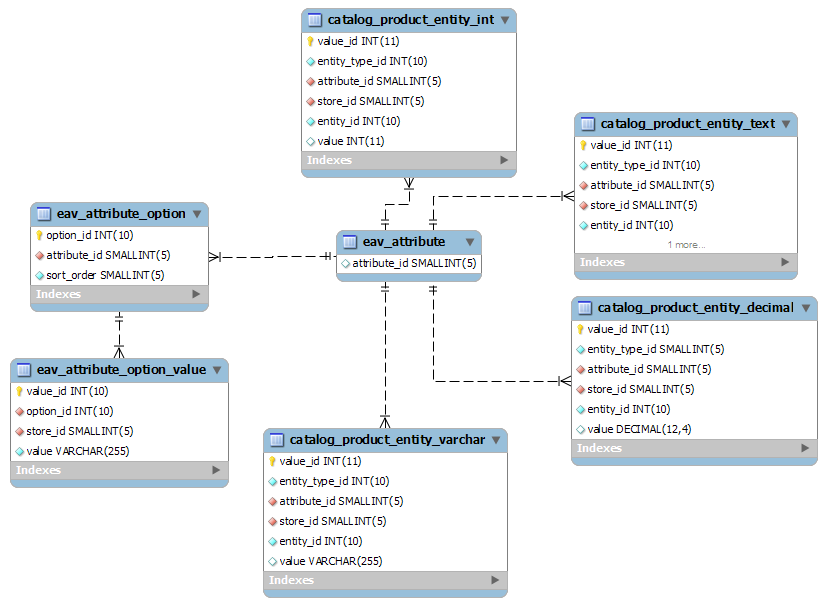 catalog_product_entity_int
value_id INT(11)
entity_type_id INT(10)
attribute_id SMALLINT(5)
store_id SMALLINT(5)
entity_id INT(10)
value INT(11)
Indexes
catalog_product_entity_text
value_id INT(11)
entity_type_id INT(10)
attribute_id SMALLINT(5)
store_id SMALLINT(5)
entity_id INT(10)
1 more...
Indexes
eav_attribute_option
option_id INT(10)
attribute_id SMALLINT(5)
sort_order SMALLINT(5)
Indexes
eav_attribute
attribute_id SMALLINT(5)
catalog_product_entity_decimal
value_id INT(11)
entity_type_id SMALLINT(5)
attribute_id SMALLINT(5)
store_id SMALLINT(5)
entity_id INT(10)
value DECIMAL(12,4)
Indexes
eav_attribute_option_value
value_id INT(10)
option_id INT(10)
store_id SMALLINT(5)
value VARCHAR(255)
Indexes
catalog_product_entity_varchar
value_id INT(11)
entity_type_id INT(10)
attribute_id SMALLINT(5)
store_id SMALLINT(5)
entity_id INT(10)
value VARCHAR(255)
Indexes